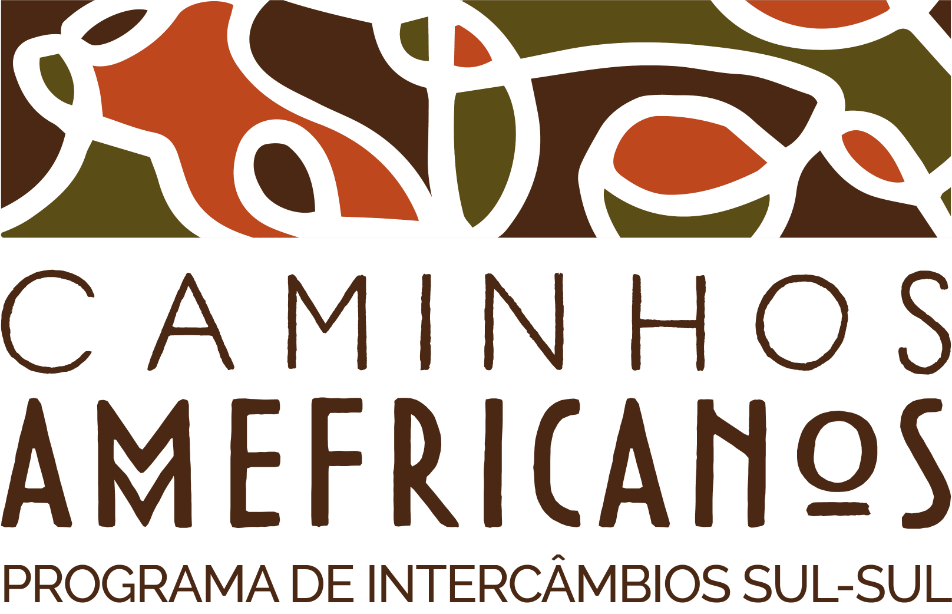 CAMINHOS
AMEFRICANOS
PROGRAMA DE INTERCÂMBIOS SUL-SUL